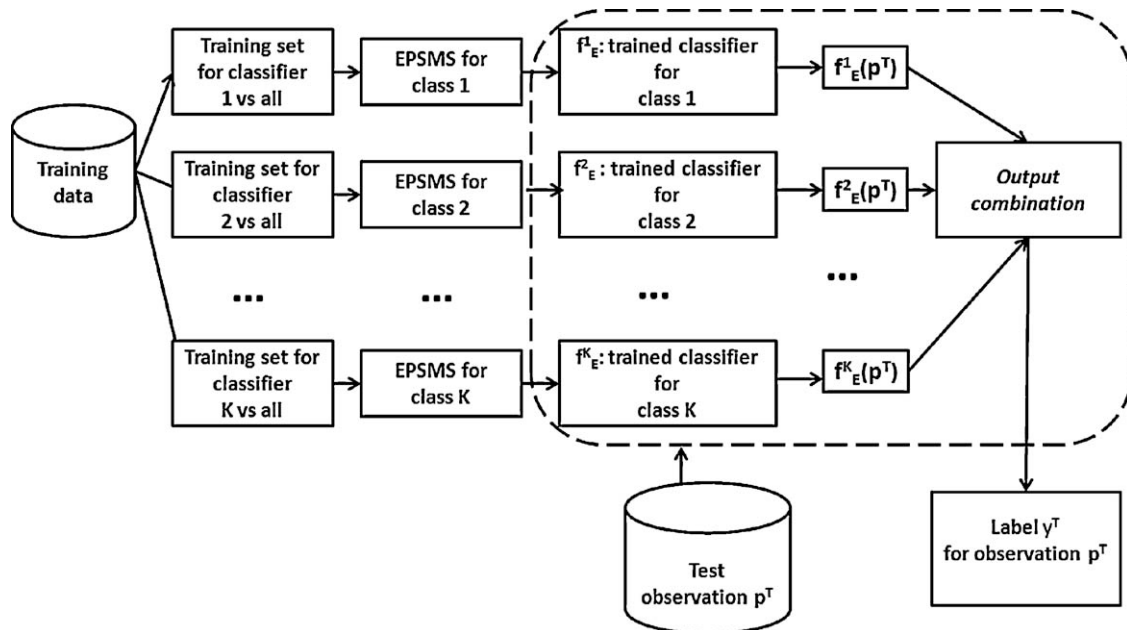 Training
data
Training set
for classifier
1 vs all
EPSMS for
class 1
f¹E: trained classifier
for
class 1
f¹E(pᵀ)
Training set for
classifier
2 vs all
EPSMS for
class 2
f²E: trained classifier
for
class 2
f²E(pᵀ)
Output
combination
...
...
...
...
Training set for
classifier
K vs all
EPSMS for
class K
fᴷE: trained classifier
for
class K
fᴷE(pᵀ)
Test
observation pᵀ
Label yᵀ
for observation pᵀ